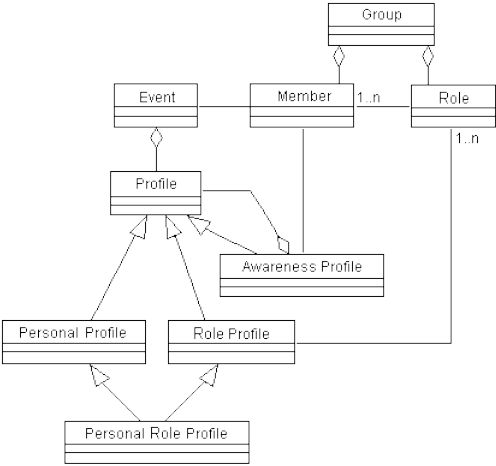 Group
Event
Member
1..n
Role
1..n
Profile
Awareness Profile
Personal Profile
Role Profile
Personal Role Profile